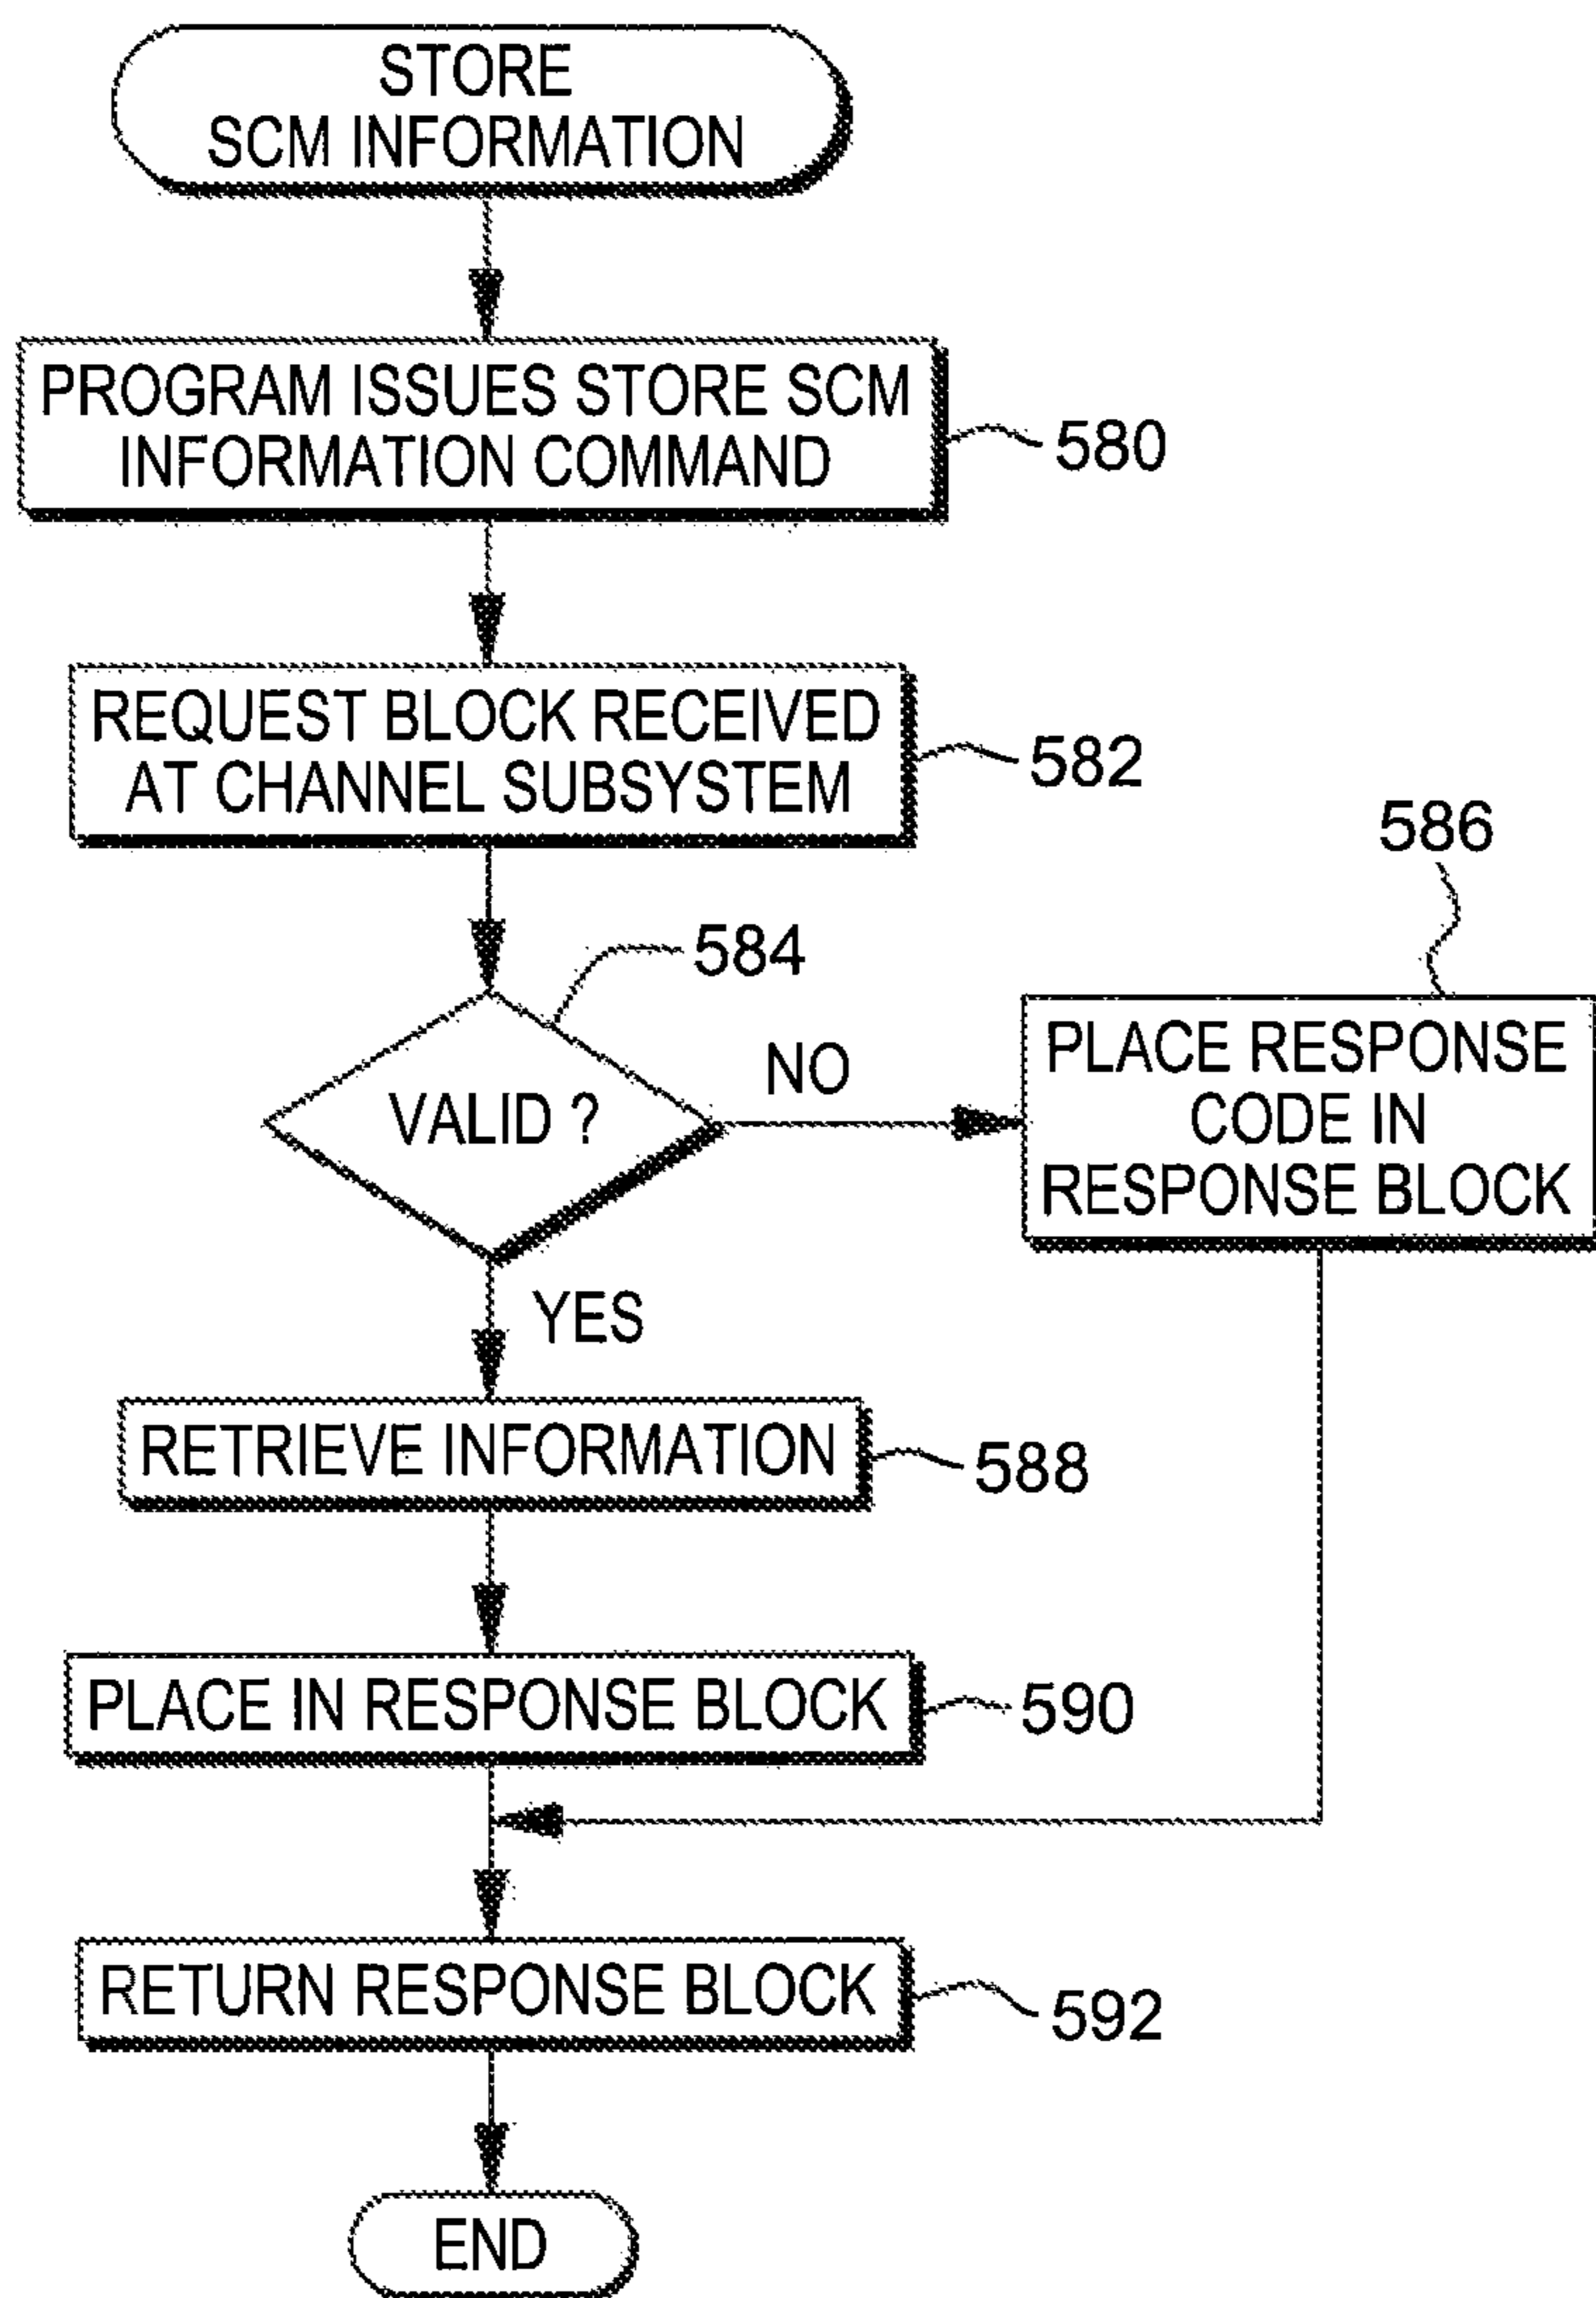 STORE
SCM INFORMATION
PROGRAM ISSUES STORE SCM
INFORMATION COMMAND
580
REQUEST BLOCK RECEIVED
AT CHANNEL SUBSYSTEM
582
584
VALID ?
NO
586
PLACE RESPONSE
CODE IN
RESPONSE BLOCK
YES
RETRIEVE INFORMATION
588
PLACE IN RESPONSE BLOCK
590
RETURN RESPONSE BLOCK
592
END